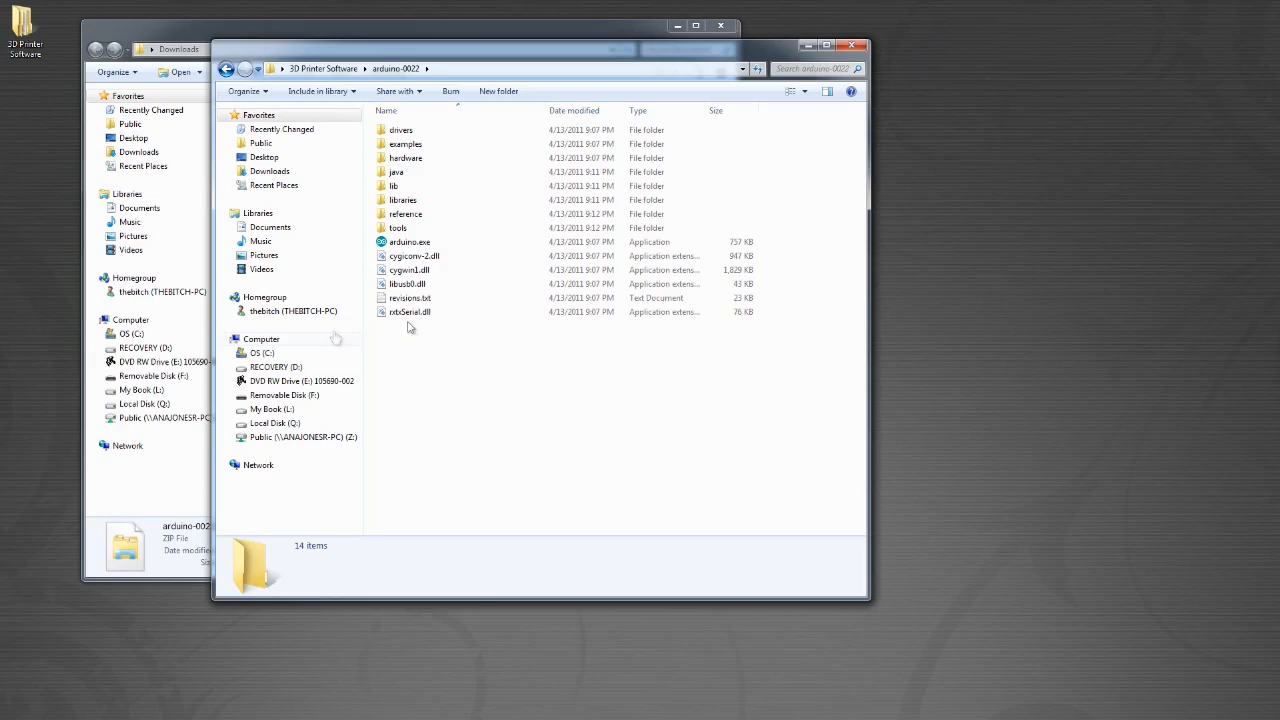 3D Printer
Software
Downloads
Organize
Open
Favorites
Recently Changed
Public
Desktop
Downloads
Recent Places
Libraries
Documents
Music
Pictures
Videos
Homegroup
thebitch (THEBITCH-PC)
Computer
OS (C:)
RECOVERY (D:)
DVD RW Drive (E:) 105690-
Removable Disk (F:)
My Book (L:)
Local Disk (Q:)
Public (\\ANAJONESR-PC)
Network
arduino-002
ZIP File
Date modifie
3D Printer Software arduino-0022 Search arduino-0022
Organize Include in library Share with Burn New folder
Favorites
Recently Changed
Public
Desktop
Downloads
Recent Places
Libraries
Documents
Music
Pictures
Videos
Homegroup
thebitch (THEBITCH-PC)
Computer
OS (C:)
RECOVERY (D:)
DVD RW Drive (E:) 105690-002
Removable Disk (F:)
My Book (L:)
Local Disk (Q:)
Public (\\ANAJONESR-PC) (Z:)
Network
Name Date modified Type Size
drivers 4/13/2011 9:07 PM File folder
examples 4/13/2011 9:07 PM File folder
hardware 4/13/2011 9:07 PM File folder
java 4/13/2011 9:11 PM File folder
lib 4/13/2011 9:11 PM File folder
libraries 4/13/2011 9:11 PM File folder
reference 4/13/2011 9:12 PM File folder
tools 4/13/2011 9:12 PM File folder
arduino.exe 4/13/2011 9:07 PM Application 757 KB
cygiconv-2.dll 4/13/2011 9:07 PM Application extens... 947 KB
cygwin1.dll 4/13/2011 9:07 PM Application extens... 1,829 KB
libusb0.dll 4/13/2011 9:07 PM Application extens... 43 KB
revisions.txt 4/13/2011 9:07 PM Text Document 23 KB
rxtxSerial.dll 4/13/2011 9:07 PM Application extens... 76 KB
14 items